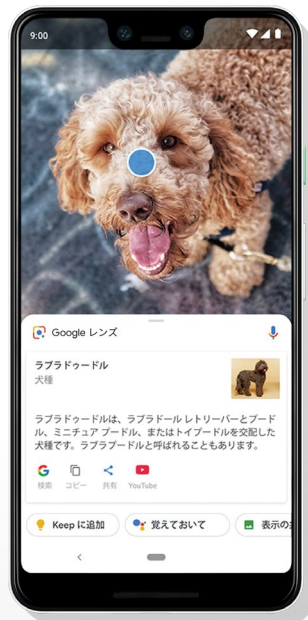 9:00
Google レンズ
ラブラドゥードル
犬種
ラブラドゥードルは、ラブラドール レトリーバーとプード
ル、ミニチュア プードル、またはトイプードルを交配した
犬種です。ラブラプードルと呼ばれることもあります。
検索 コピー 共有 YouTube
Keep に追加 覚えておいて 表示の